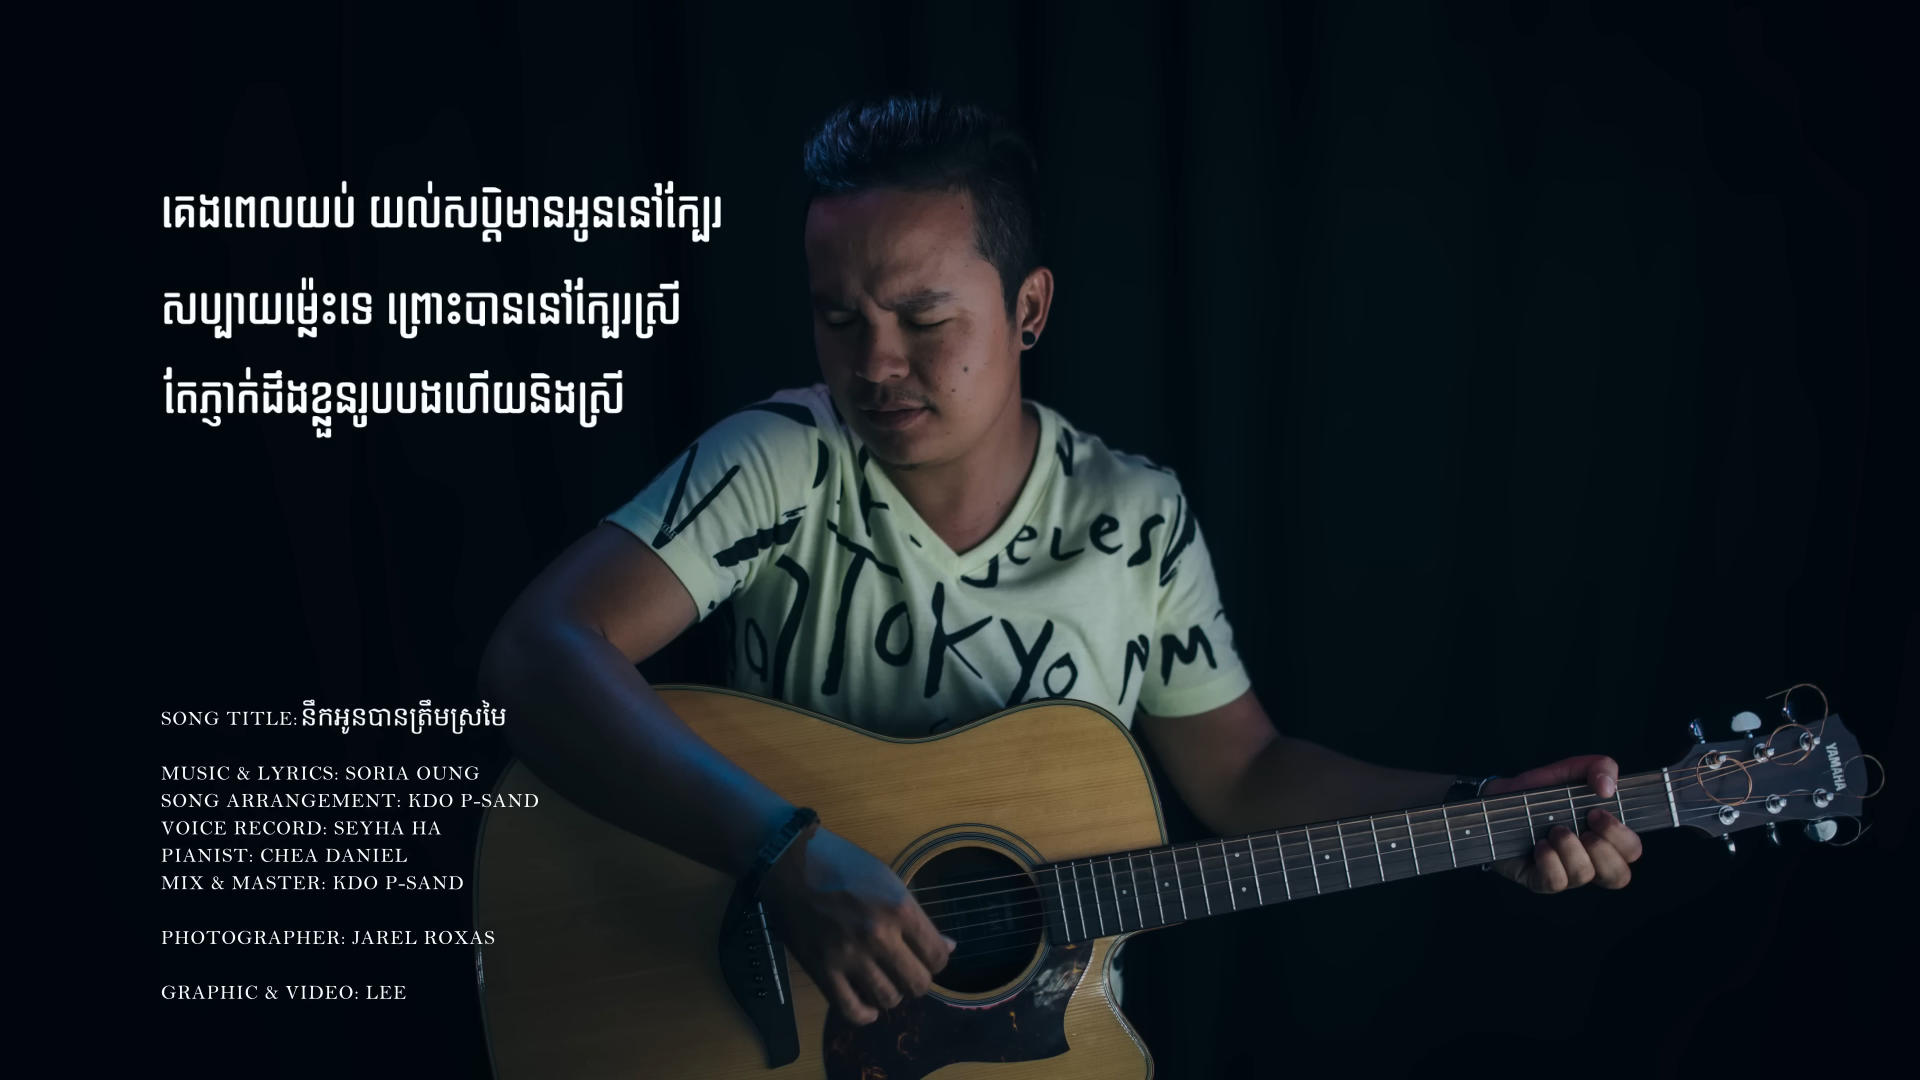 គេងពេលយប់ យល់សប្តិមានអូននៅក្បែរ
សប្បាយម្ល៉េះទេ ព្រោះបាននៅក្បែរស្រី
តែភ្ញាក់ដឹងខ្លួនរូបបងហើយនិងស្រី
SONG TITLE: នឹកអូនបានត្រឹមស្រមៃ
MUSIC & LYRICS: SORIA OUNG
SONG ARRANGEMENT: KDO P-SAND
VOICE RECORD: SEYHA HA
PIANIST: CHEA DANIEL
MIX & MASTER: KDO P-SAND
PHOTOGRAPHER: JAREL ROXAS
GRAPHIC & VIDEO: LEE
eLes
Tokyo
YAMAHA